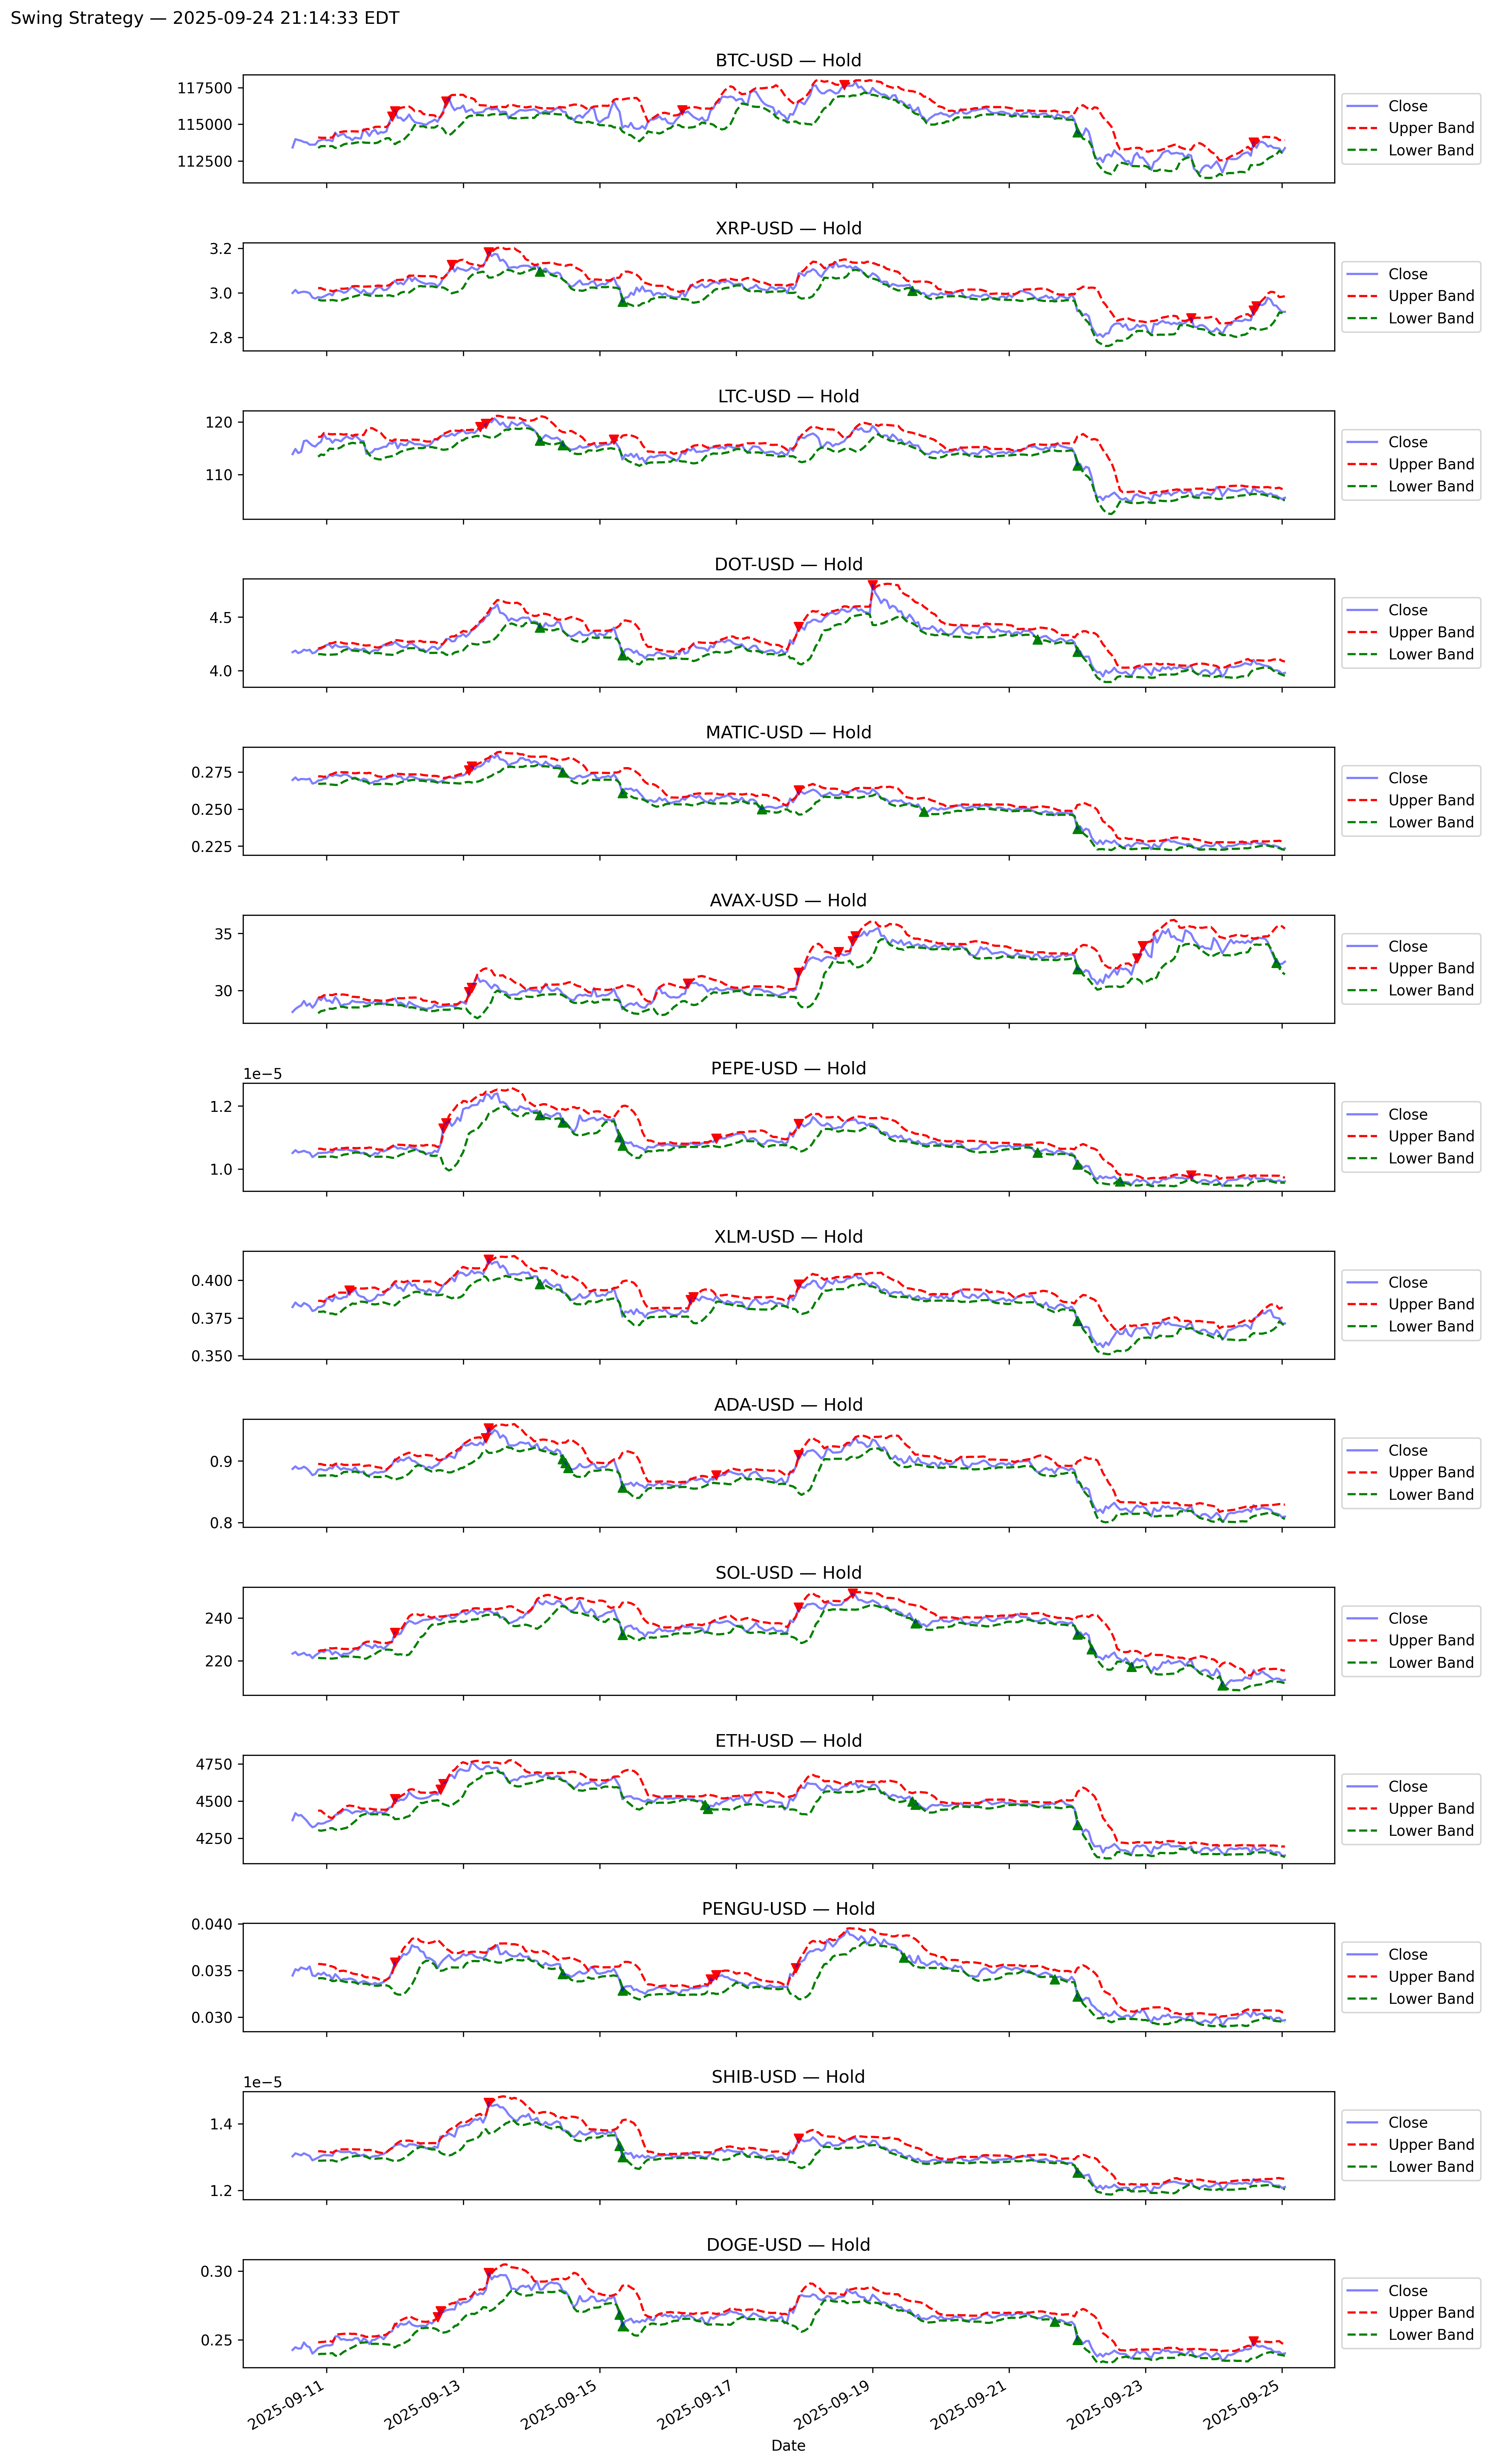 Swing Strategy — 2025-09-24 21:14:33 EDT
BTC-USD — Hold
117500
115000
112500
Close
Upper Band
Lower Band
XRP-USD — Hold
3.2
3.0
2.8
Close
Upper Band
Lower Band
LTC-USD — Hold
120
110
Close
Upper Band
Lower Band
DOT-USD — Hold
4.5
4.0
Close
Upper Band
Lower Band
MATIC-USD — Hold
0.275
0.250
0.225
Close
Upper Band
Lower Band
AVAX-USD — Hold
35
30
Close
Upper Band
Lower Band
PEPE-USD — Hold
1e−5
1.2
1.0
Close
Upper Band
Lower Band
XLM-USD — Hold
0.400
0.375
0.350
Close
Upper Band
Lower Band
ADA-USD — Hold
0.9
0.8
Close
Upper Band
Lower Band
SOL-USD — Hold
240
220
Close
Upper Band
Lower Band
ETH-USD — Hold
4750
4500
4250
Close
Upper Band
Lower Band
PENGU-USD — Hold
0.040
0.035
0.030
Close
Upper Band
Lower Band
SHIB-USD — Hold
1e−5
1.4
1.2
Close
Upper Band
Lower Band
DOGE-USD — Hold
0.30
0.25
Close
Upper Band
Lower Band
2025-09-11
2025-09-13
2025-09-15
2025-09-17
2025-09-19
2025-09-21
2025-09-23
2025-09-25
Date